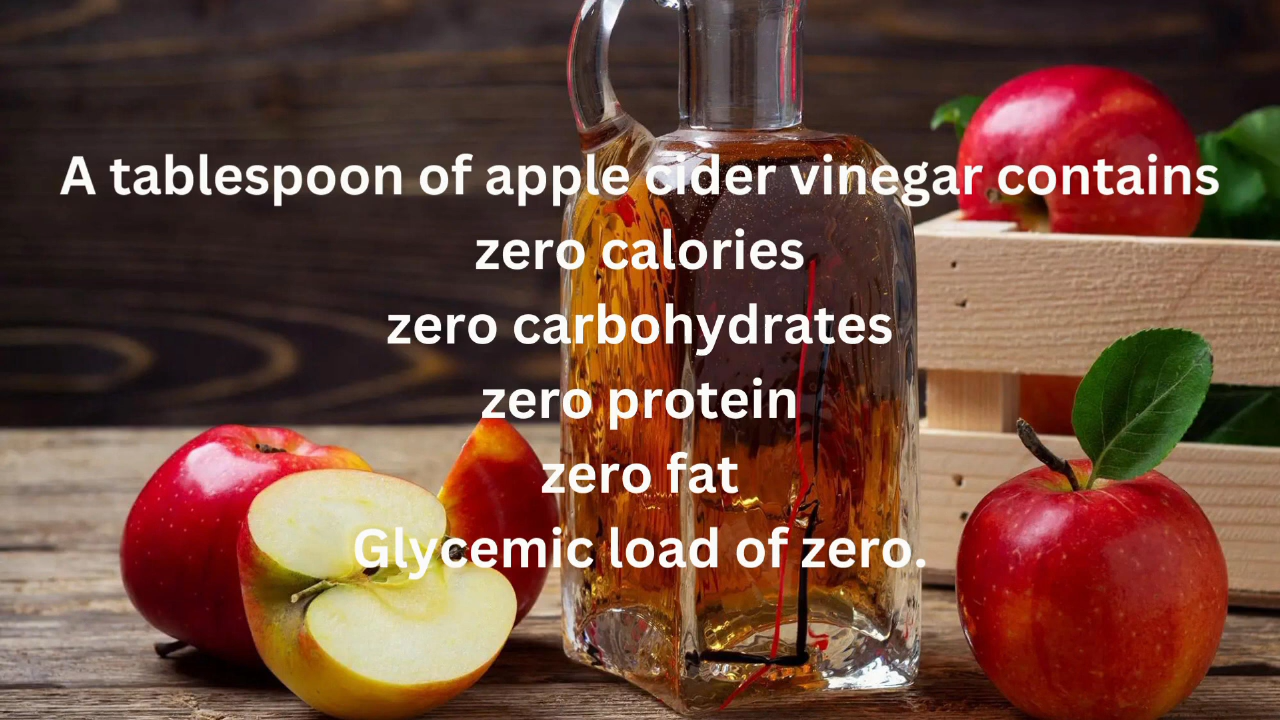 A tablespoon of apple cider vinegar contains
zero calories
zero carbohydrates
zero protein
zero fat
Glycemic load of zero.